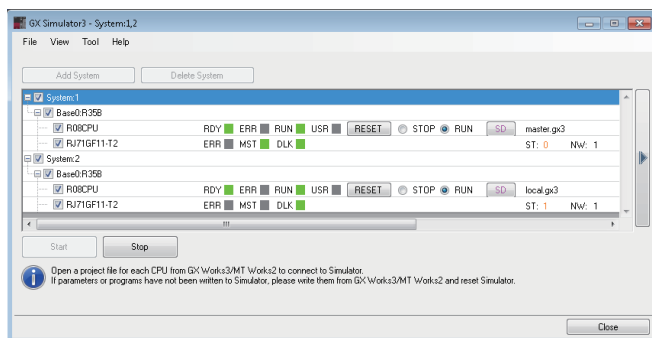 GX Simulator3 - System:1,2
File View Tool Help
Add System Delete System
System:1
Base0:R35B
R08CPU RDY ERR RUN USR RESET STOP RUN SD master.gx3
RJ71GF11-T2 ERR MST DLK ST: 0 NW: 1
System:2
Base0:R35B
R08CPU RDY ERR RUN USR RESET STOP RUN SD local.gx3
RJ71GF11-T2 ERR MST DLK ST: 1 NW: 1
Start Stop
Open a project file for each CPU from GX Works3/MT Works2 to connect to Simulator.
If parameters or programs have not been written to Simulator, please write them from GX Works3/MT Works2 and reset Simulator.
Close